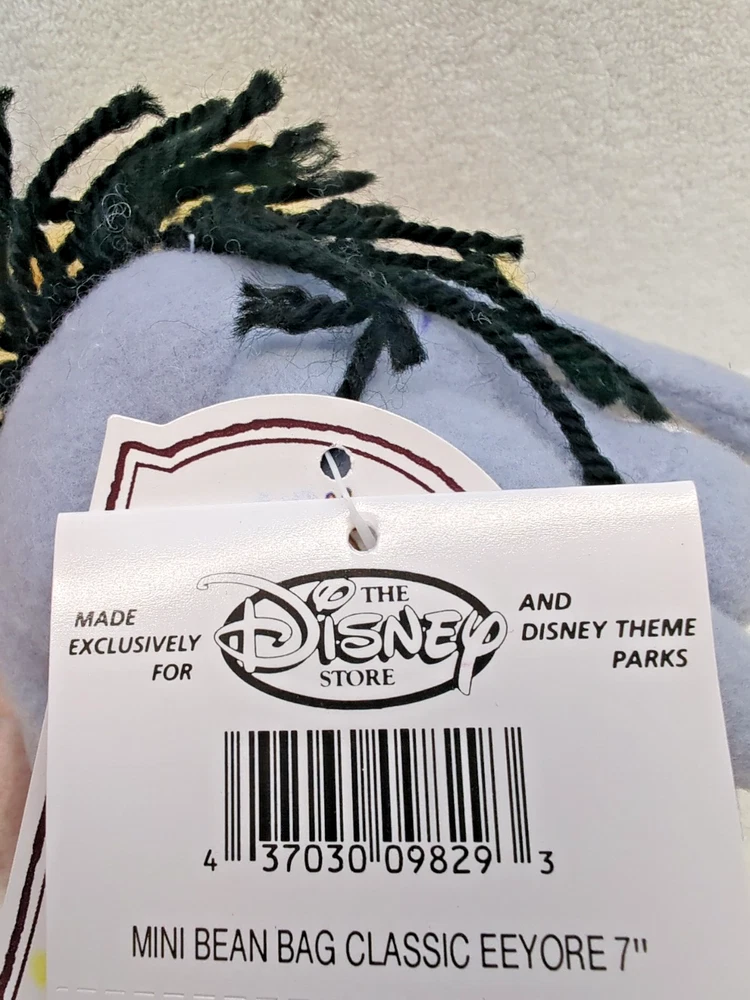 MADE
EXCLUSIVELY
FOR
THE
DISNEY
STORE
AND
DISNEY THEME
PARKS
4 37030 09829 3
MINI BEAN BAG CLASSIC EEYORE 7"